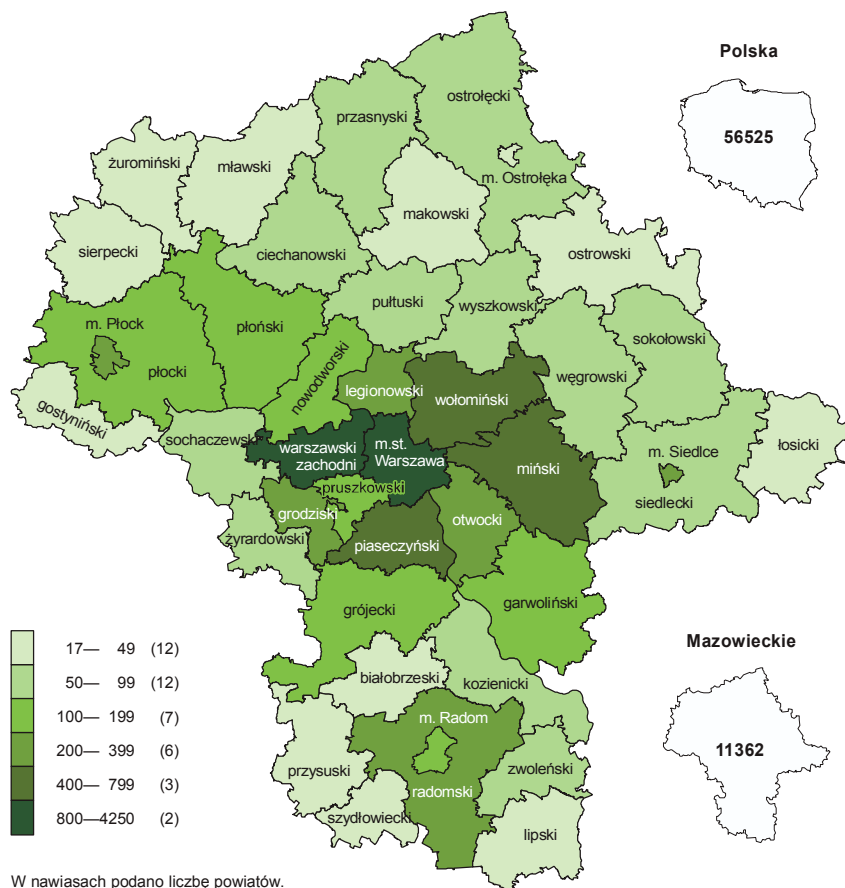 Polska
56525
ostrołęcki
przasnyski
żuromiński
mławski
m. Ostrołęka
makowski
sierpecki
ciechanowski
ostrowski
pułtuski
wyszkowski
m. Płock
płoński
sokołowski
płocki
nowodworski
legionowski
wołomiński
węgrowski
gostyniński
sochaczewski
warszawski
zachodni
m.st.
Warszawa
miński
m. Siedlce
łosicki
pruszkowski
siedlecki
grodziski
otwocki
żyrardowski
piaseczyński
garwoliński
grójecki
Mazowieckie
11362
białobrzeski
kozienicki
m. Radom
przysuski
zwoleński
radomski
szydłowiecki
lipski
17— 49 (12)
50— 99 (12)
100— 199 (7)
200— 399 (6)
400— 799 (3)
800—4250 (2)
W nawiasach podano liczbę powiatów.